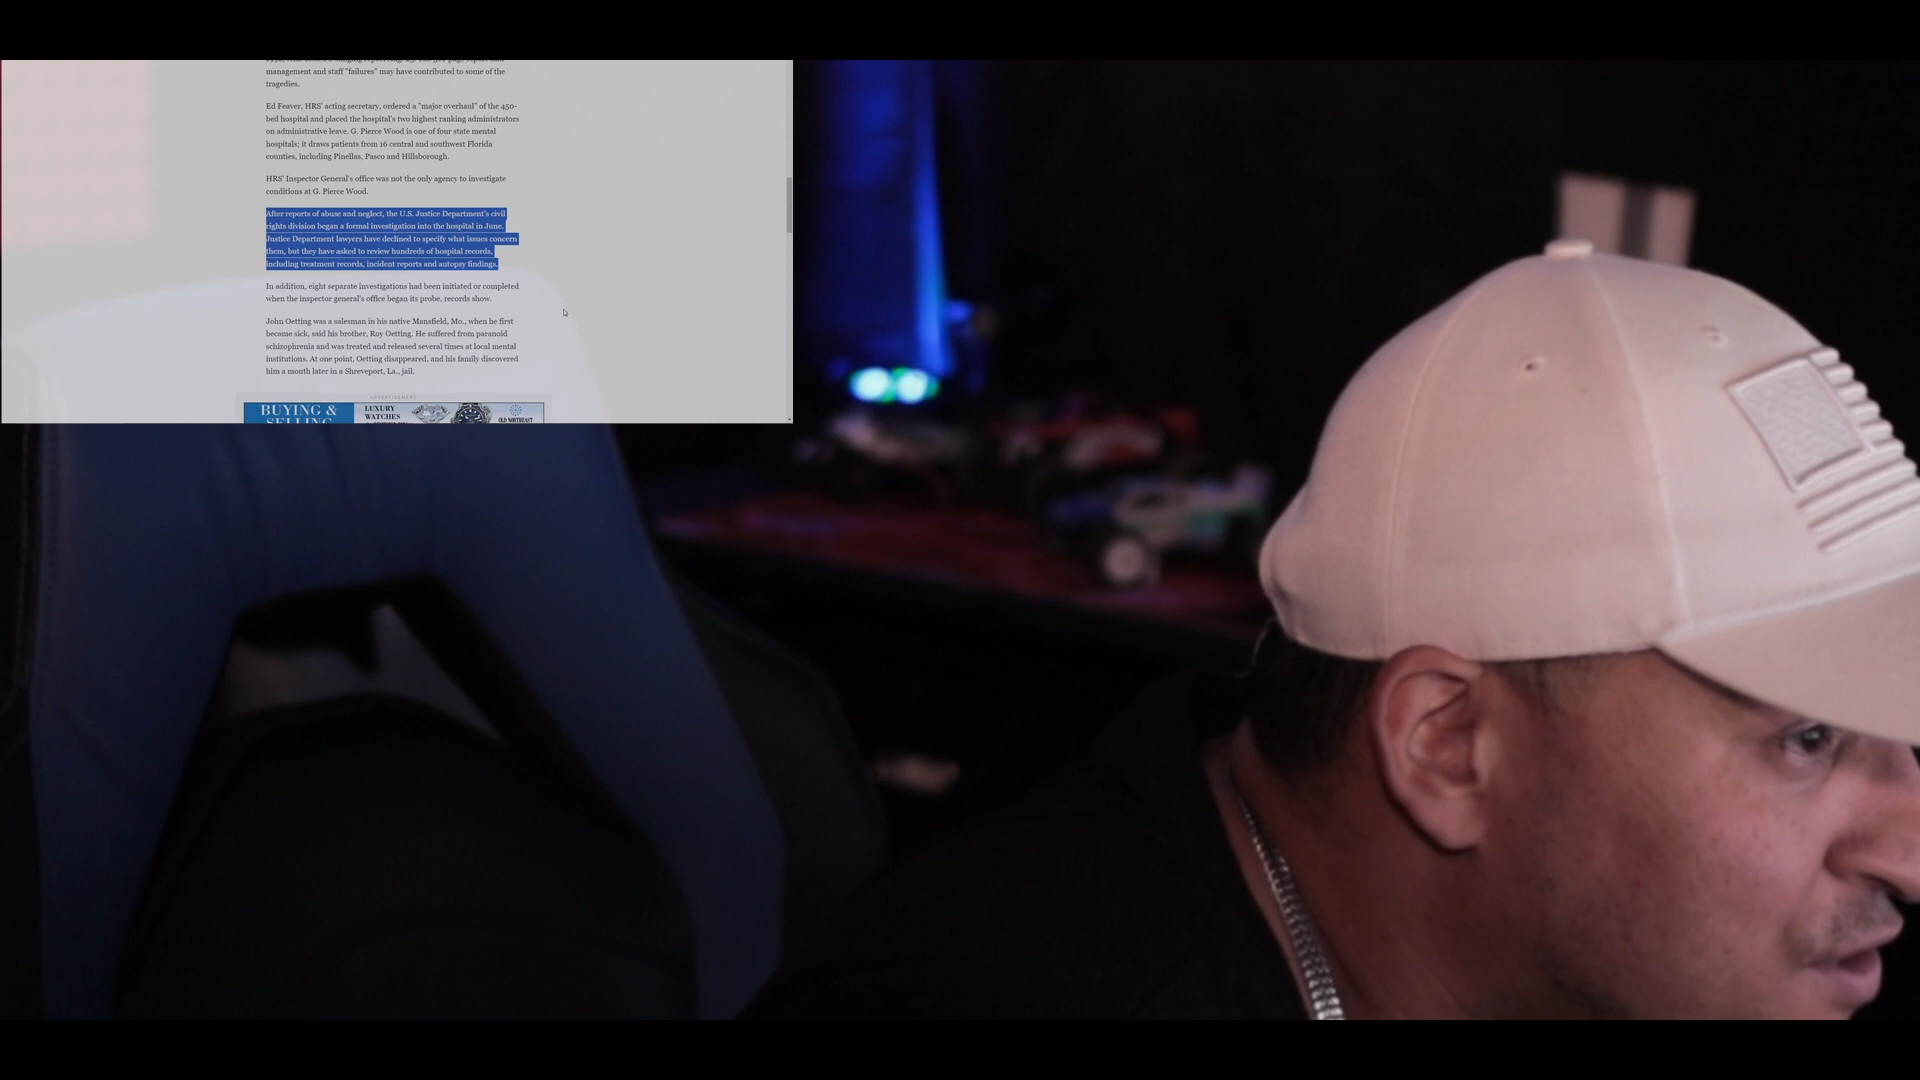 management and staff "failures" may have contributed to some of the
tragedies.
Ed Feaver, HRS' acting secretary, ordered a "major overhaul" of the 450-
bed hospital and placed the hospital's two highest ranking administrators
on administrative leave. G. Pierce Wood is one of four state mental
hospitals; it draws patients from 16 central and southwest Florida
counties, including Pinellas, Pasco and Hillsborough.
HRS' Inspector General's office was not the only agency to investigate
conditions at G. Pierce Wood.
After reports of abuse and neglect, the U.S. Justice Department's civil
rights division began a formal investigation into the hospital in June.
Justice Department lawyers have declined to specify what issues concern
them, but they have asked to review hundreds of hospital records,
including treatment records, incident reports and autopsy findings.
In addition, eight separate investigations had been initiated or completed
when the inspector general's office began its probe, records show.
John Oetting was a salesman in his native Mansfield, Mo., when he first
became sick, said his brother, Roy Oetting. He suffered from paranoid
schizophrenia and was treated and released several times at local mental
institutions. At one point, Oetting disappeared, and his family discovered
him a month later in a Shreveport, La., jail.
ADVERTISEMENT
BUYING &
SELLING
LUXURY
WATCHES
OLD NORTHEAST